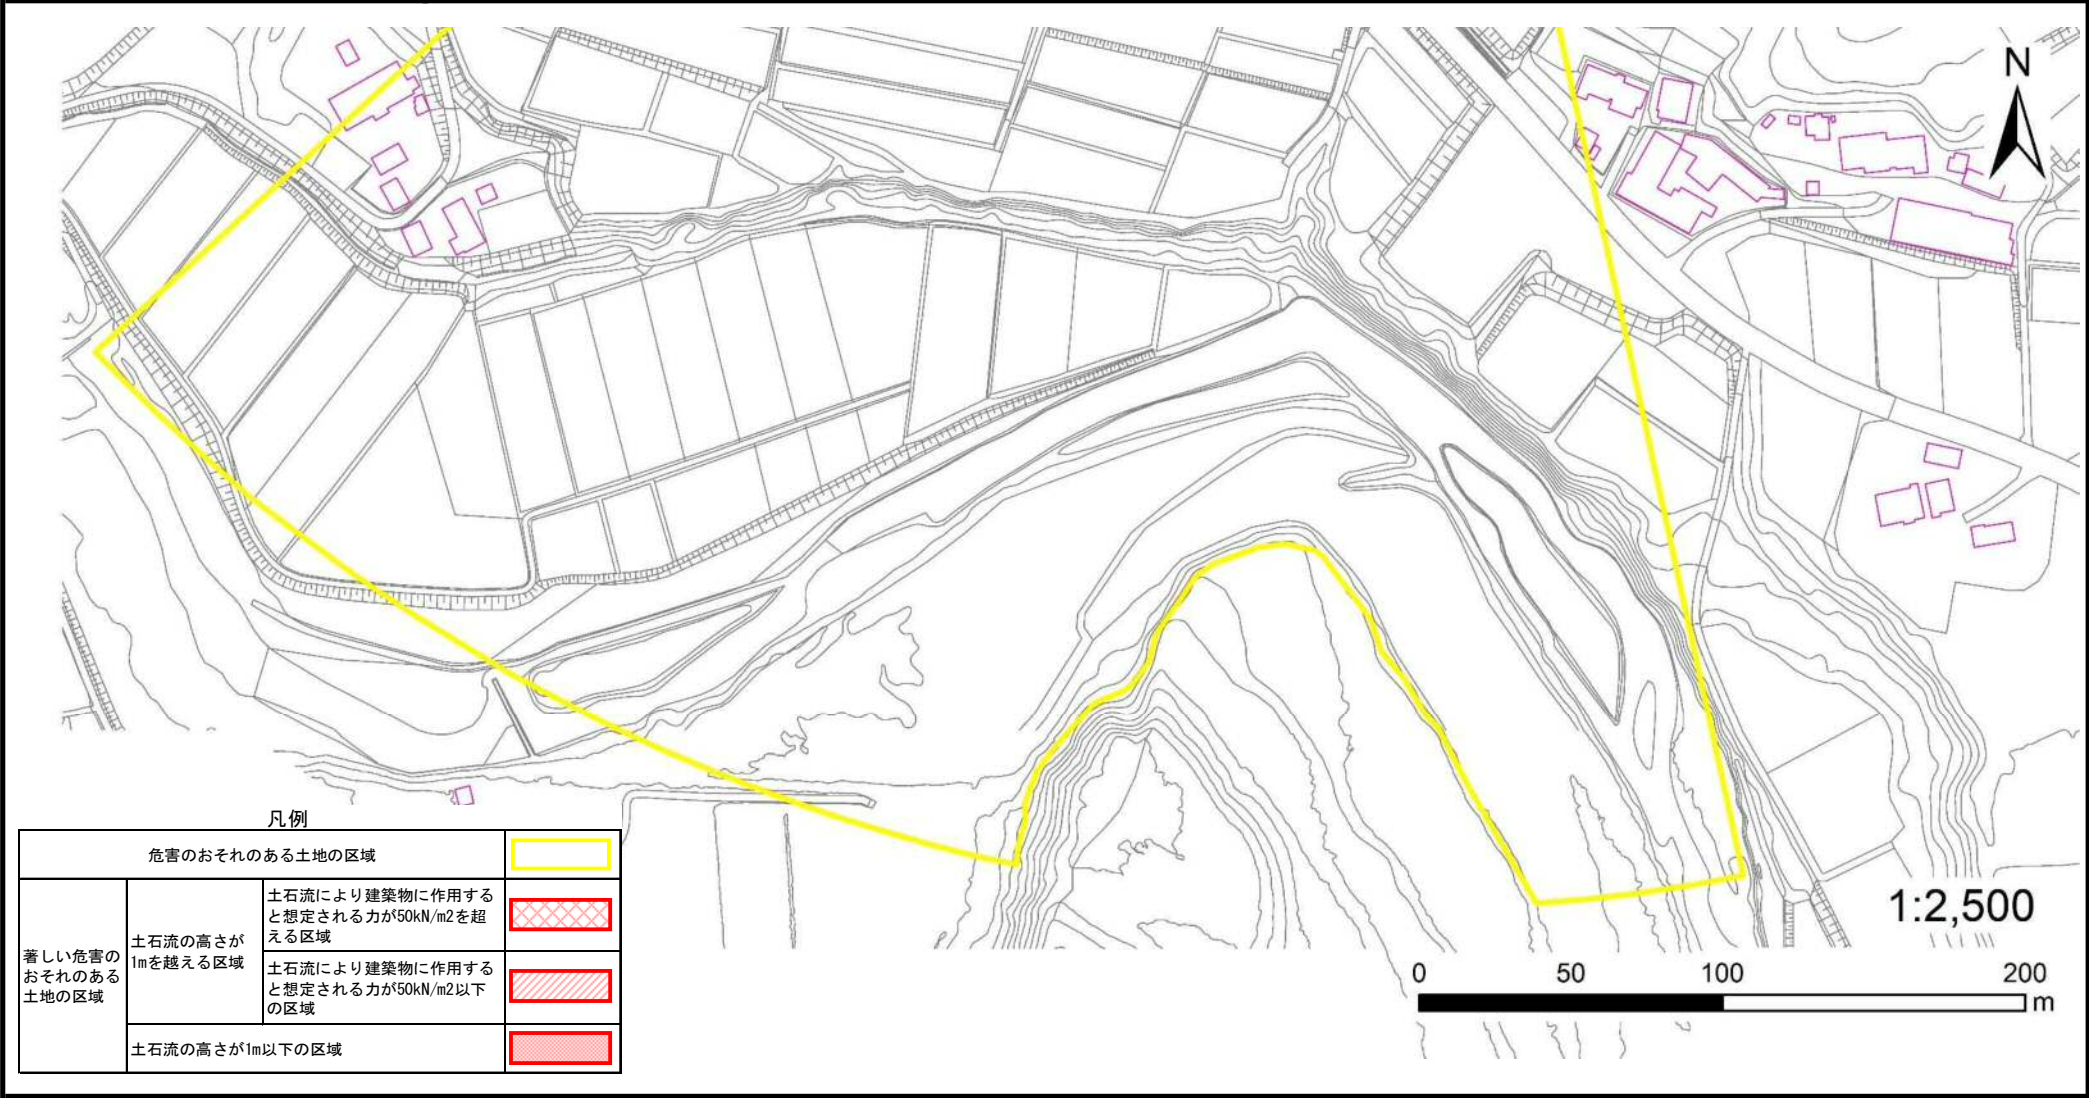 N
凡例
危害のおそれのある土地の区域
著しい危害の
おそれのある
土地の区域
土石流の高さが
1mを越える区域
土石流により建築物に作用する
と想定される力が50kN/m2を超
える区域
土石流により建築物に作用する
と想定される力が50kN/m2以下
の区域
土石流の高さが1m以下の区域
1:2,500
0 50 100 200
m